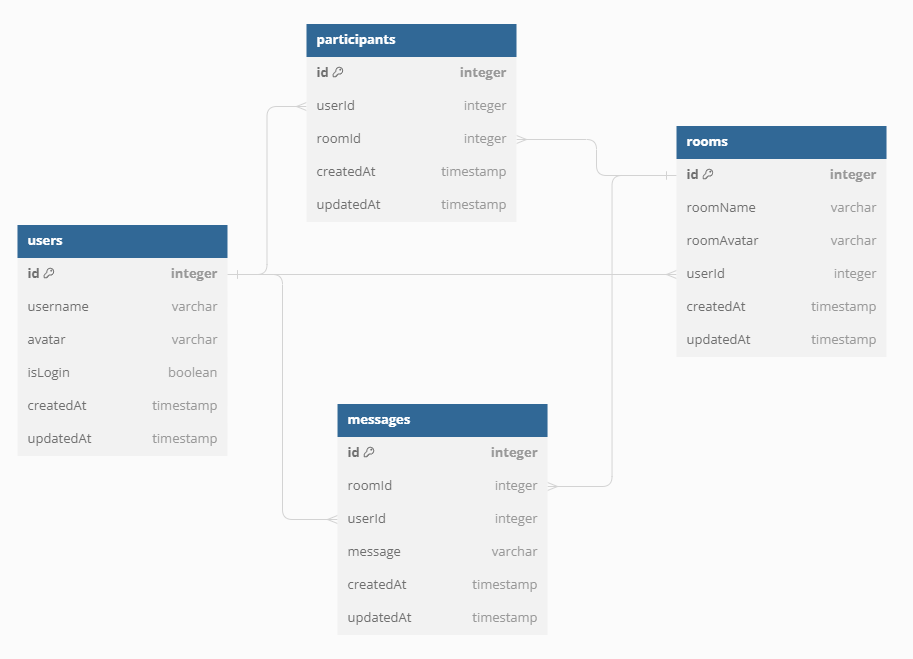 participants
id integer
userId integer
roomId integer
createdAt timestamp
updatedAt timestamp
rooms
id integer
roomName varchar
roomAvatar varchar
userId integer
createdAt timestamp
updatedAt timestamp
users
id integer
username varchar
avatar varchar
isLogin boolean
createdAt timestamp
updatedAt timestamp
messages
id integer
roomId integer
userId integer
message varchar
createdAt timestamp
updatedAt timestamp